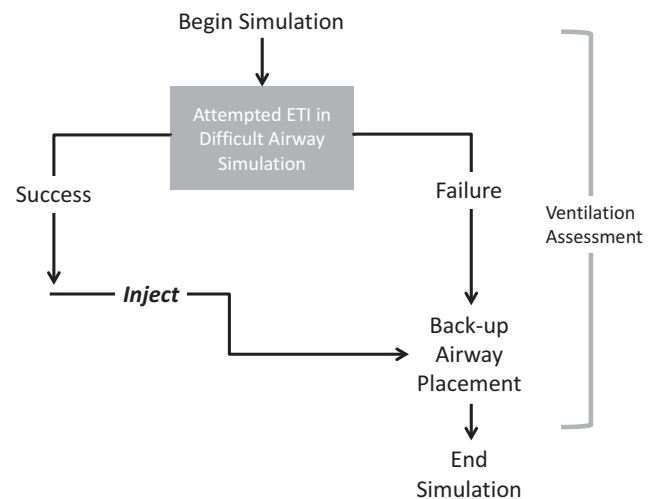 Begin Simulation
Attempted ETI in
Difficult Airway
Simulation
Success
Failure
Ventilation
Assessment
Inject
Back-up
Airway
Placement
End
Simulation